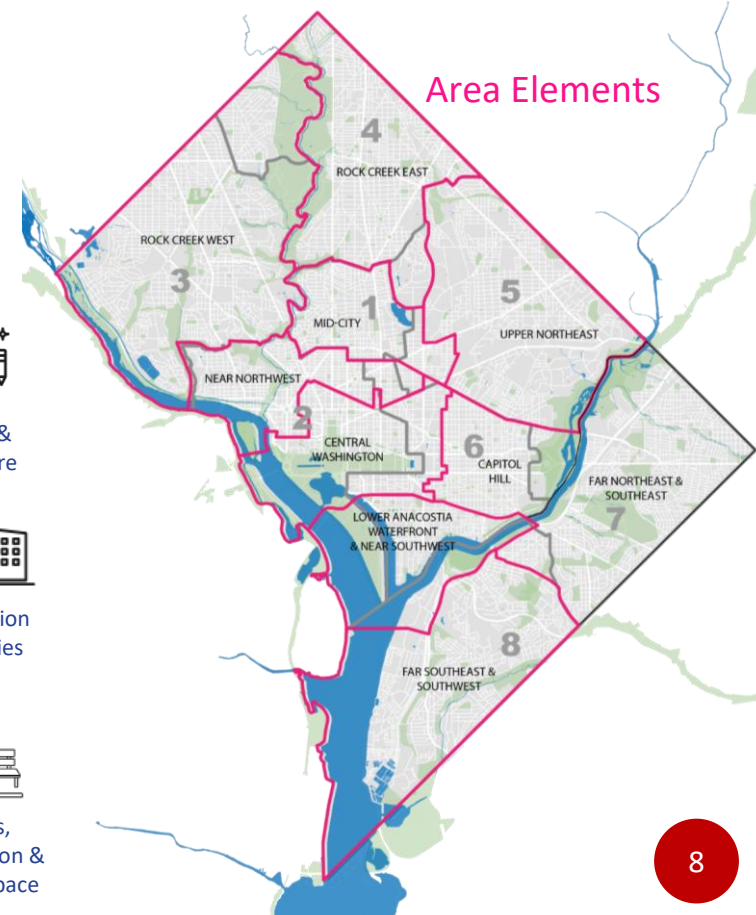 Area Elements
4
ROCK CREEK EAST
ROCK CREEK WEST
3
5
1
MID-CITY
UPPER NORTHEAST
NEAR NORTHWEST
2
CENTRAL
WASHINGTON
6
CAPITOL
HILL
FAR NORTHEAST &
SOUTHEAST
7
LOWER ANACOSTIA
WATERFRONT
& NEAR SOUTHWEST
8
FAR SOUTHEAST &
SOUTHWEST
&
re
ion
ies
s,
on &
pace
8